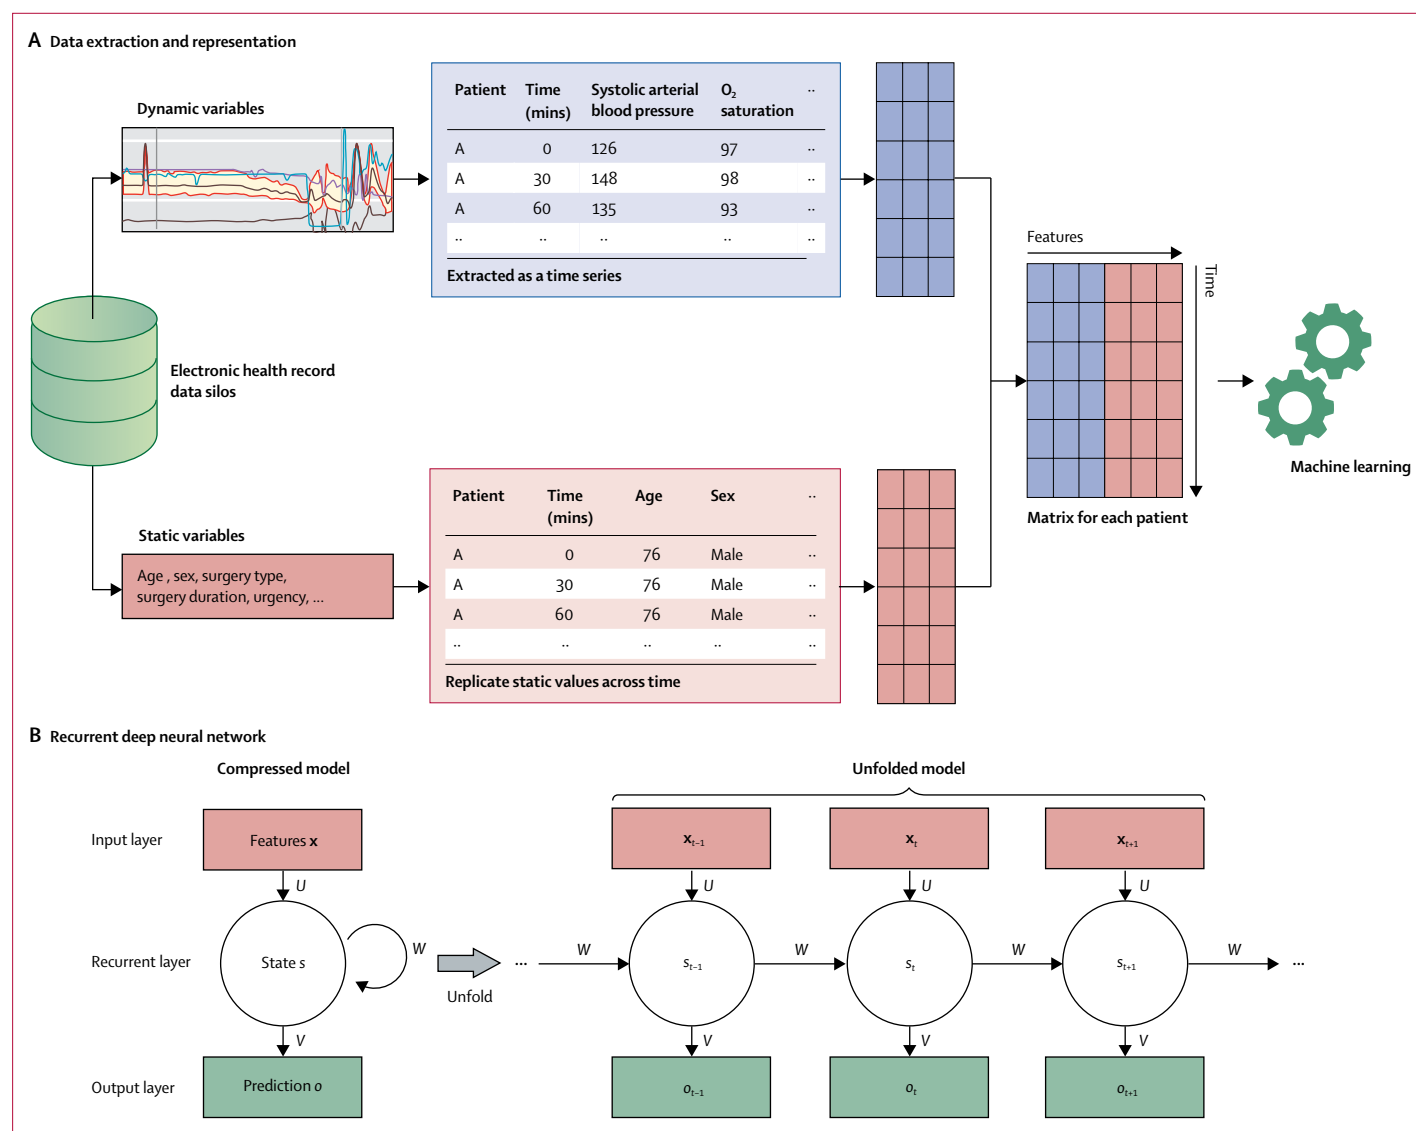 A Data extraction and representation
Dynamic variables
Patient Time (mins) Systolic arterial blood pressure O₂ saturation ..
A 0 126 97 ..
A 30 148 98 ..
A 60 135 93 ..
.. .. .. .. ..
Extracted as a time series
Electronic health record
data silos
Static variables
Age , sex, surgery type,
surgery duration, urgency, ...
Patient Time (mins) Age Sex ..
A 0 76 Male ..
A 30 76 Male ..
A 60 76 Male ..
.. .. .. .. ..
Replicate static values across time
Features
Time
Matrix for each patient
Machine learning
B Recurrent deep neural network
Compressed model
Unfolded model
Input layer
Features x
xₜ₋₁
xₜ
xₜ₊₁
U
U
U
U
Recurrent layer
State s
W
Unfold
...
W
sₜ₋₁
W
sₜ
W
sₜ₊₁
W
...
V
V
V
V
Output layer
Prediction o
oₜ₋₁
oₜ
oₜ₊₁